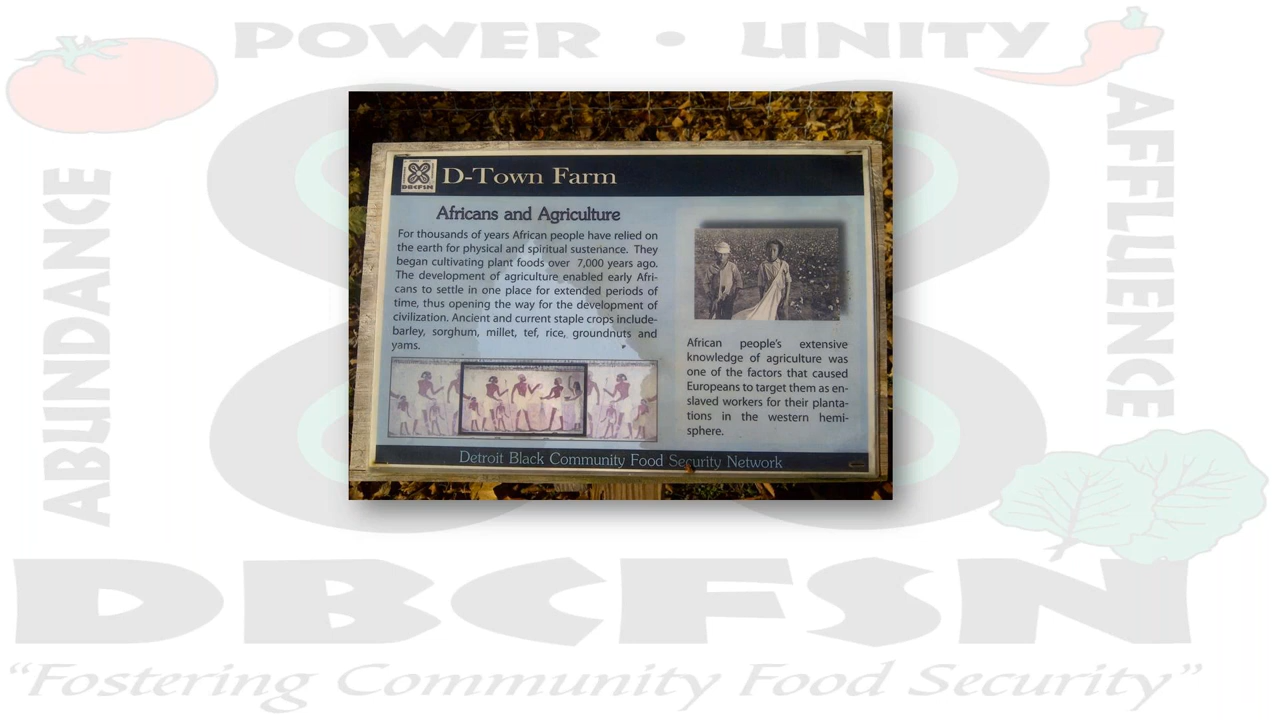 POWER • UNITY
ABUNDANCE
AFFLUENCE
DBCFSN
D-Town Farm
Africans and Agriculture
For thousands of years African people have relied on
the earth for physical and spiritual sustenance. They
began cultivating plant foods over 7,000 years ago.
The development of agriculture enabled early Afri-
cans to settle in one place for extended periods of
time, thus opening the way for the development of
civilization. Ancient and current staple crops include-
barley, sorghum, millet, tef, rice, groundnuts and
yams.
African people's extensive
knowledge of agriculture was
one of the factors that caused
Europeans to target them as en-
slaved workers for their planta-
tions in the western hemi-
sphere.
Detroit Black Community Food Security Network
DBCFSN
"Fostering Community Food Security"